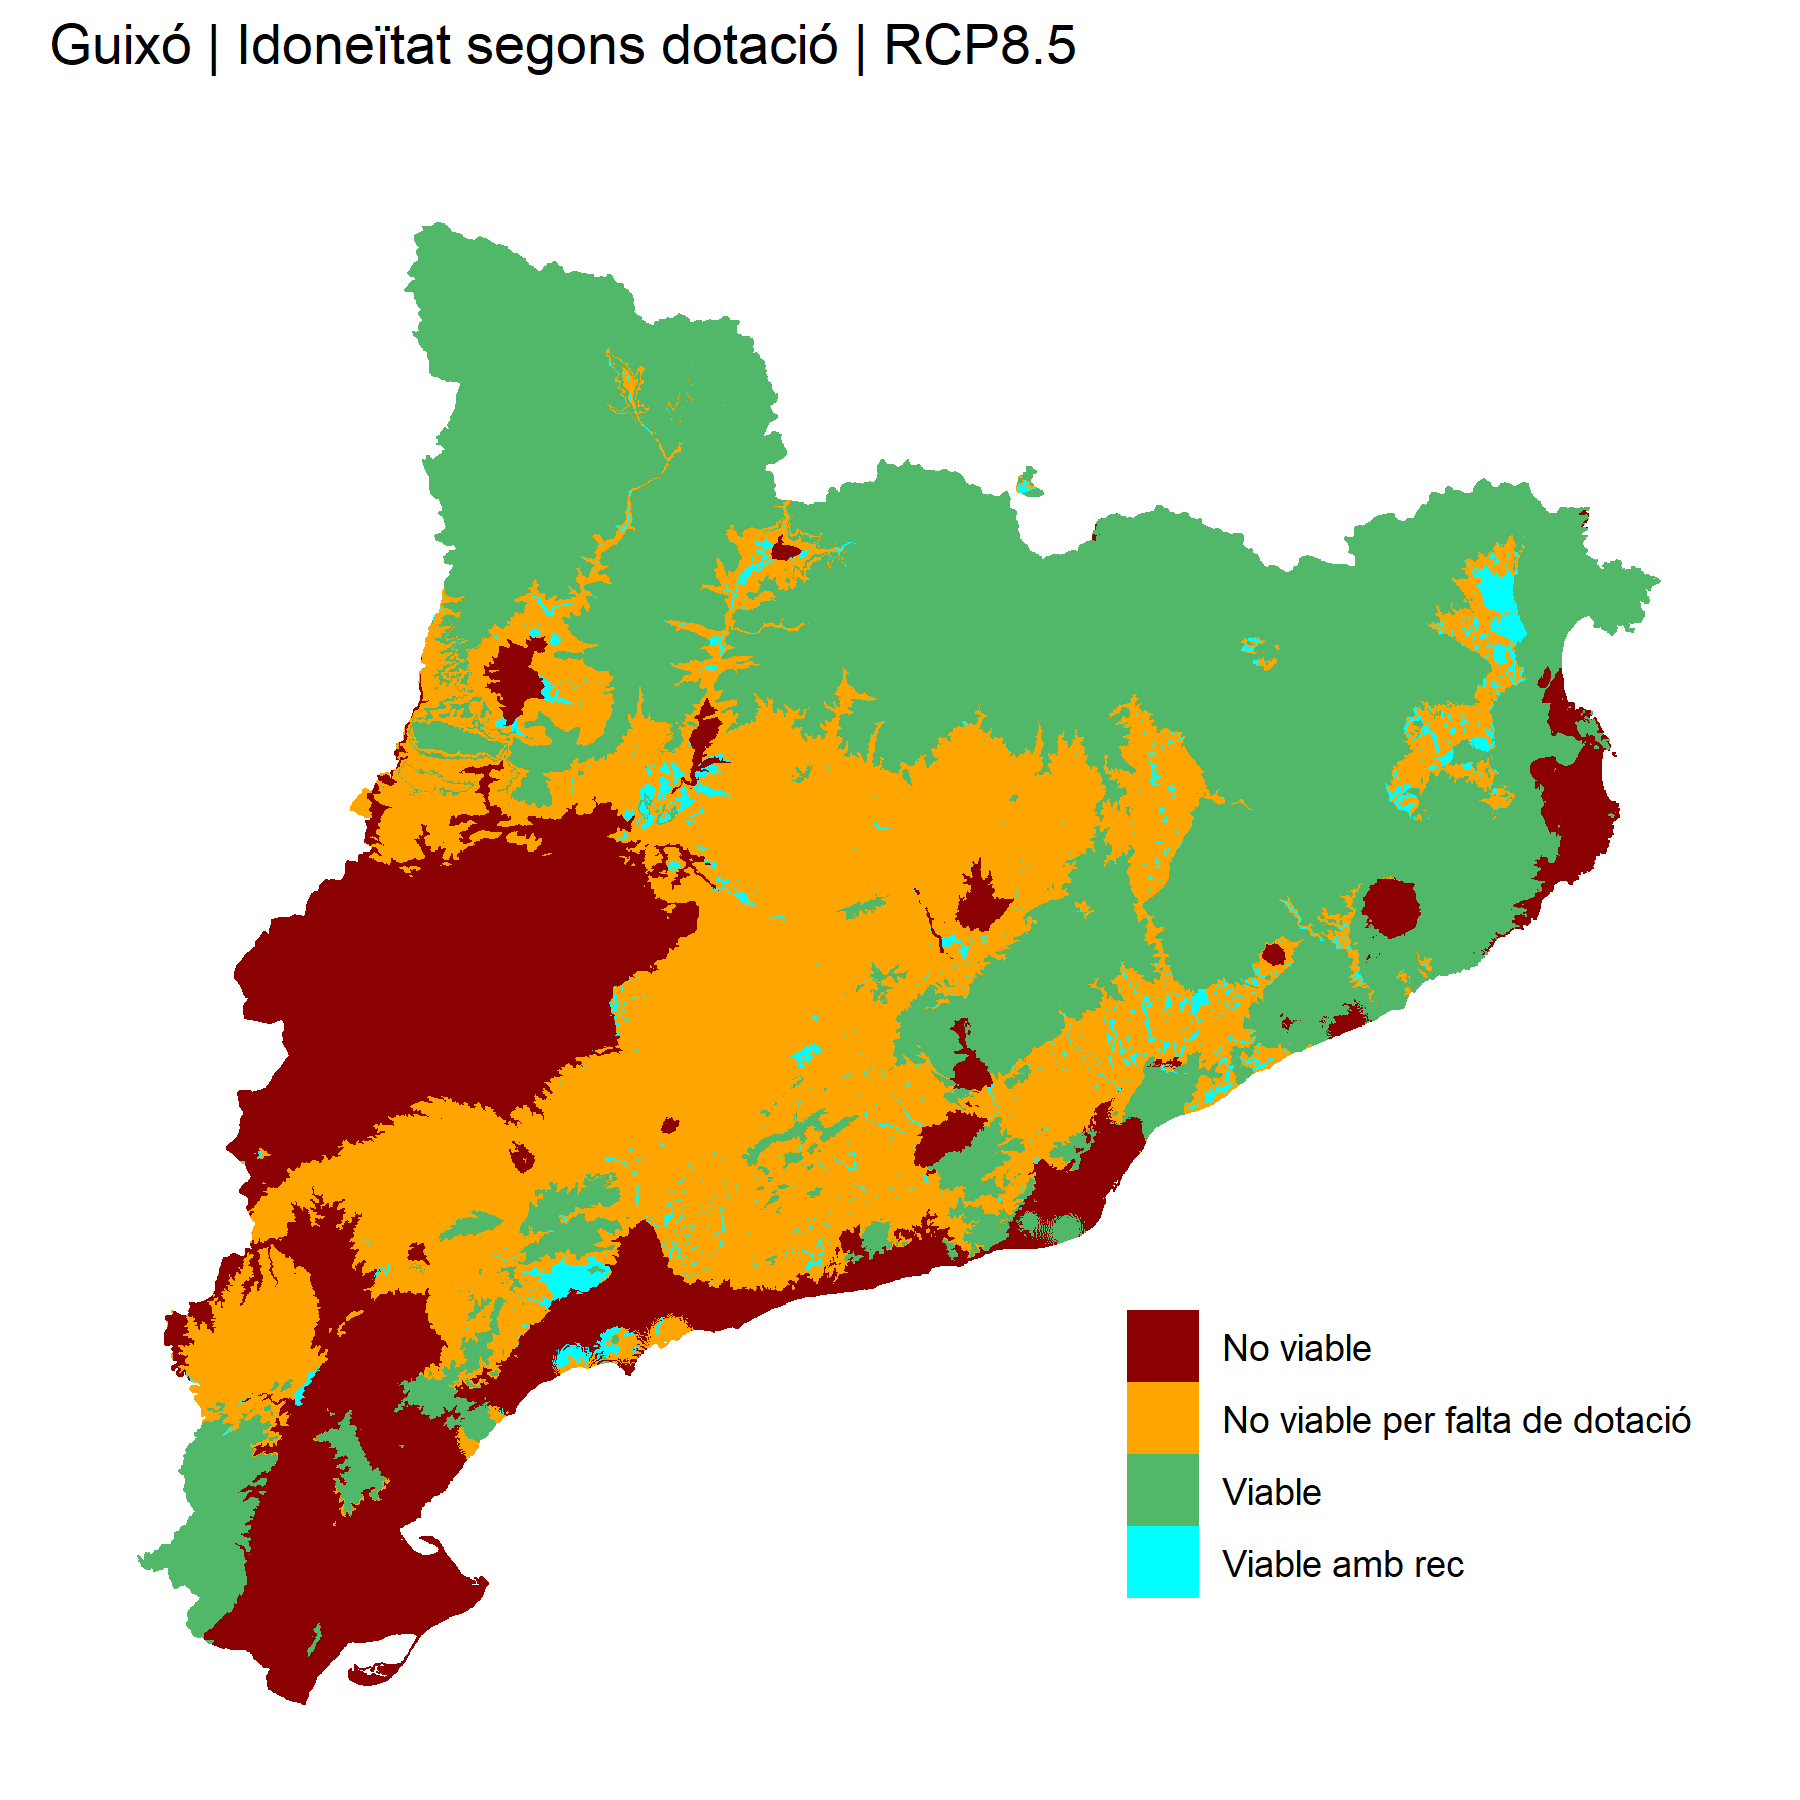 Guixó | Idoneïtat segons dotació | RCP8.5
No viable
No viable per falta de dotació
Viable
Viable amb rec